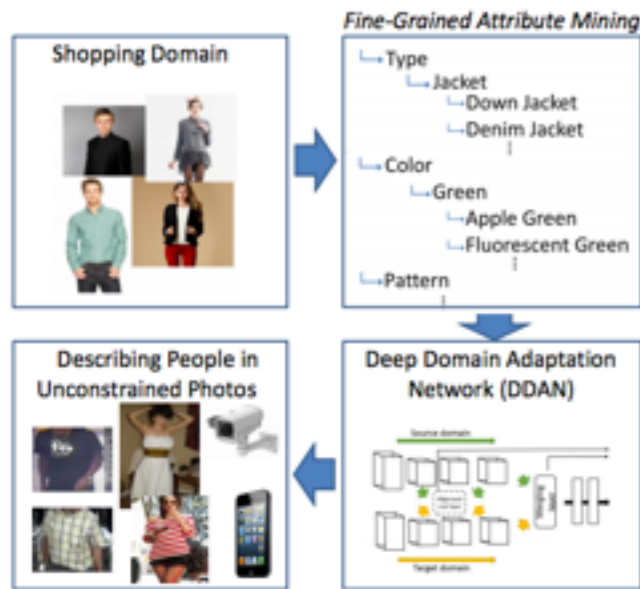 Shopping Domain
Fine-Grained Attribute Mining
Type
Jacket
Down Jacket
Denim Jacket
Color
Green
Apple Green
Fluorescent Green
Pattern
Describing People in
Unconstrained Photos
Deep Domain Adaptation
Network (DDAN)
Source domain
Target domain